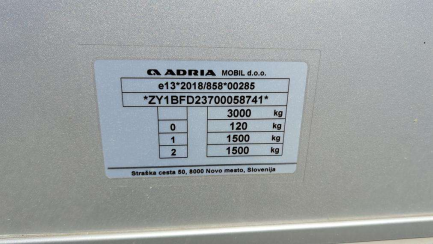 ADRIA MOBIL d.o.o.
e13*2018/858*00285
*ZY1BFD23700058741*
3000 kg
0 120 kg
1 1500 kg
2 1500 kg
Straška cesta 50, 8000 Novo mesto, Slovenija